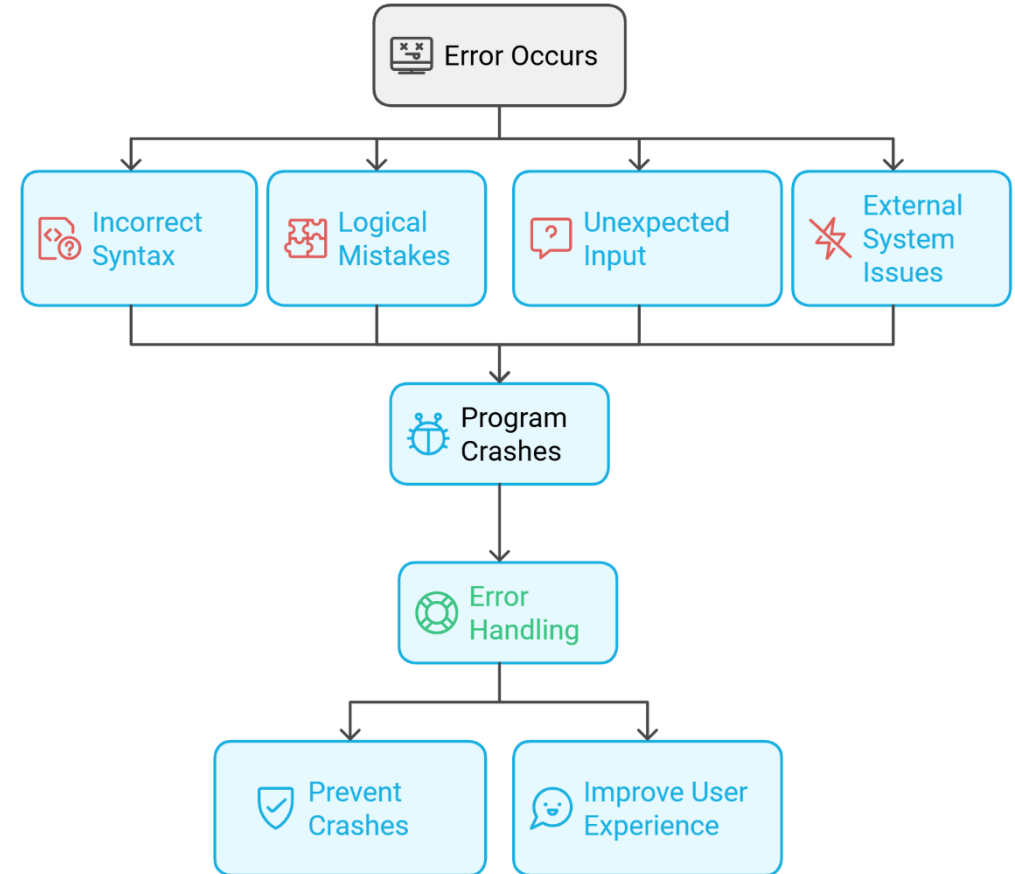 Error Occurs
Incorrect
Syntax
Logical
Mistakes
Unexpected
Input
External
System
Issues
Program
Crashes
Error
Handling
Prevent
Crashes
Improve User
Experience